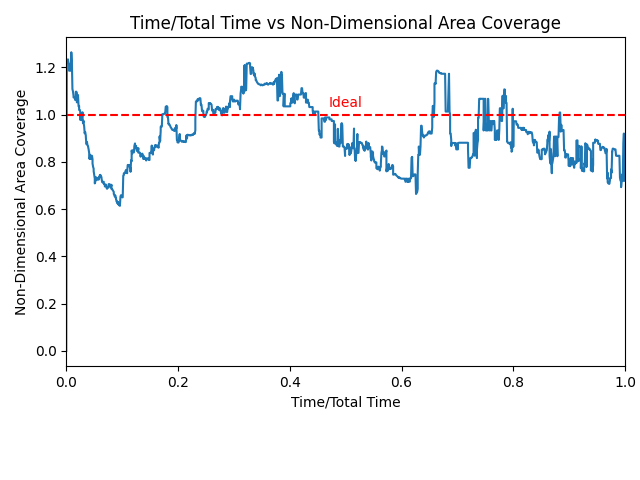 Time/Total Time vs Non-Dimensional Area Coverage
Non-Dimensional Area Coverage
1.2
1.0
0.8
0.6
0.4
0.2
0.0
Ideal
0.0 0.2 0.4 0.6 0.8 1.0
Time/Total Time